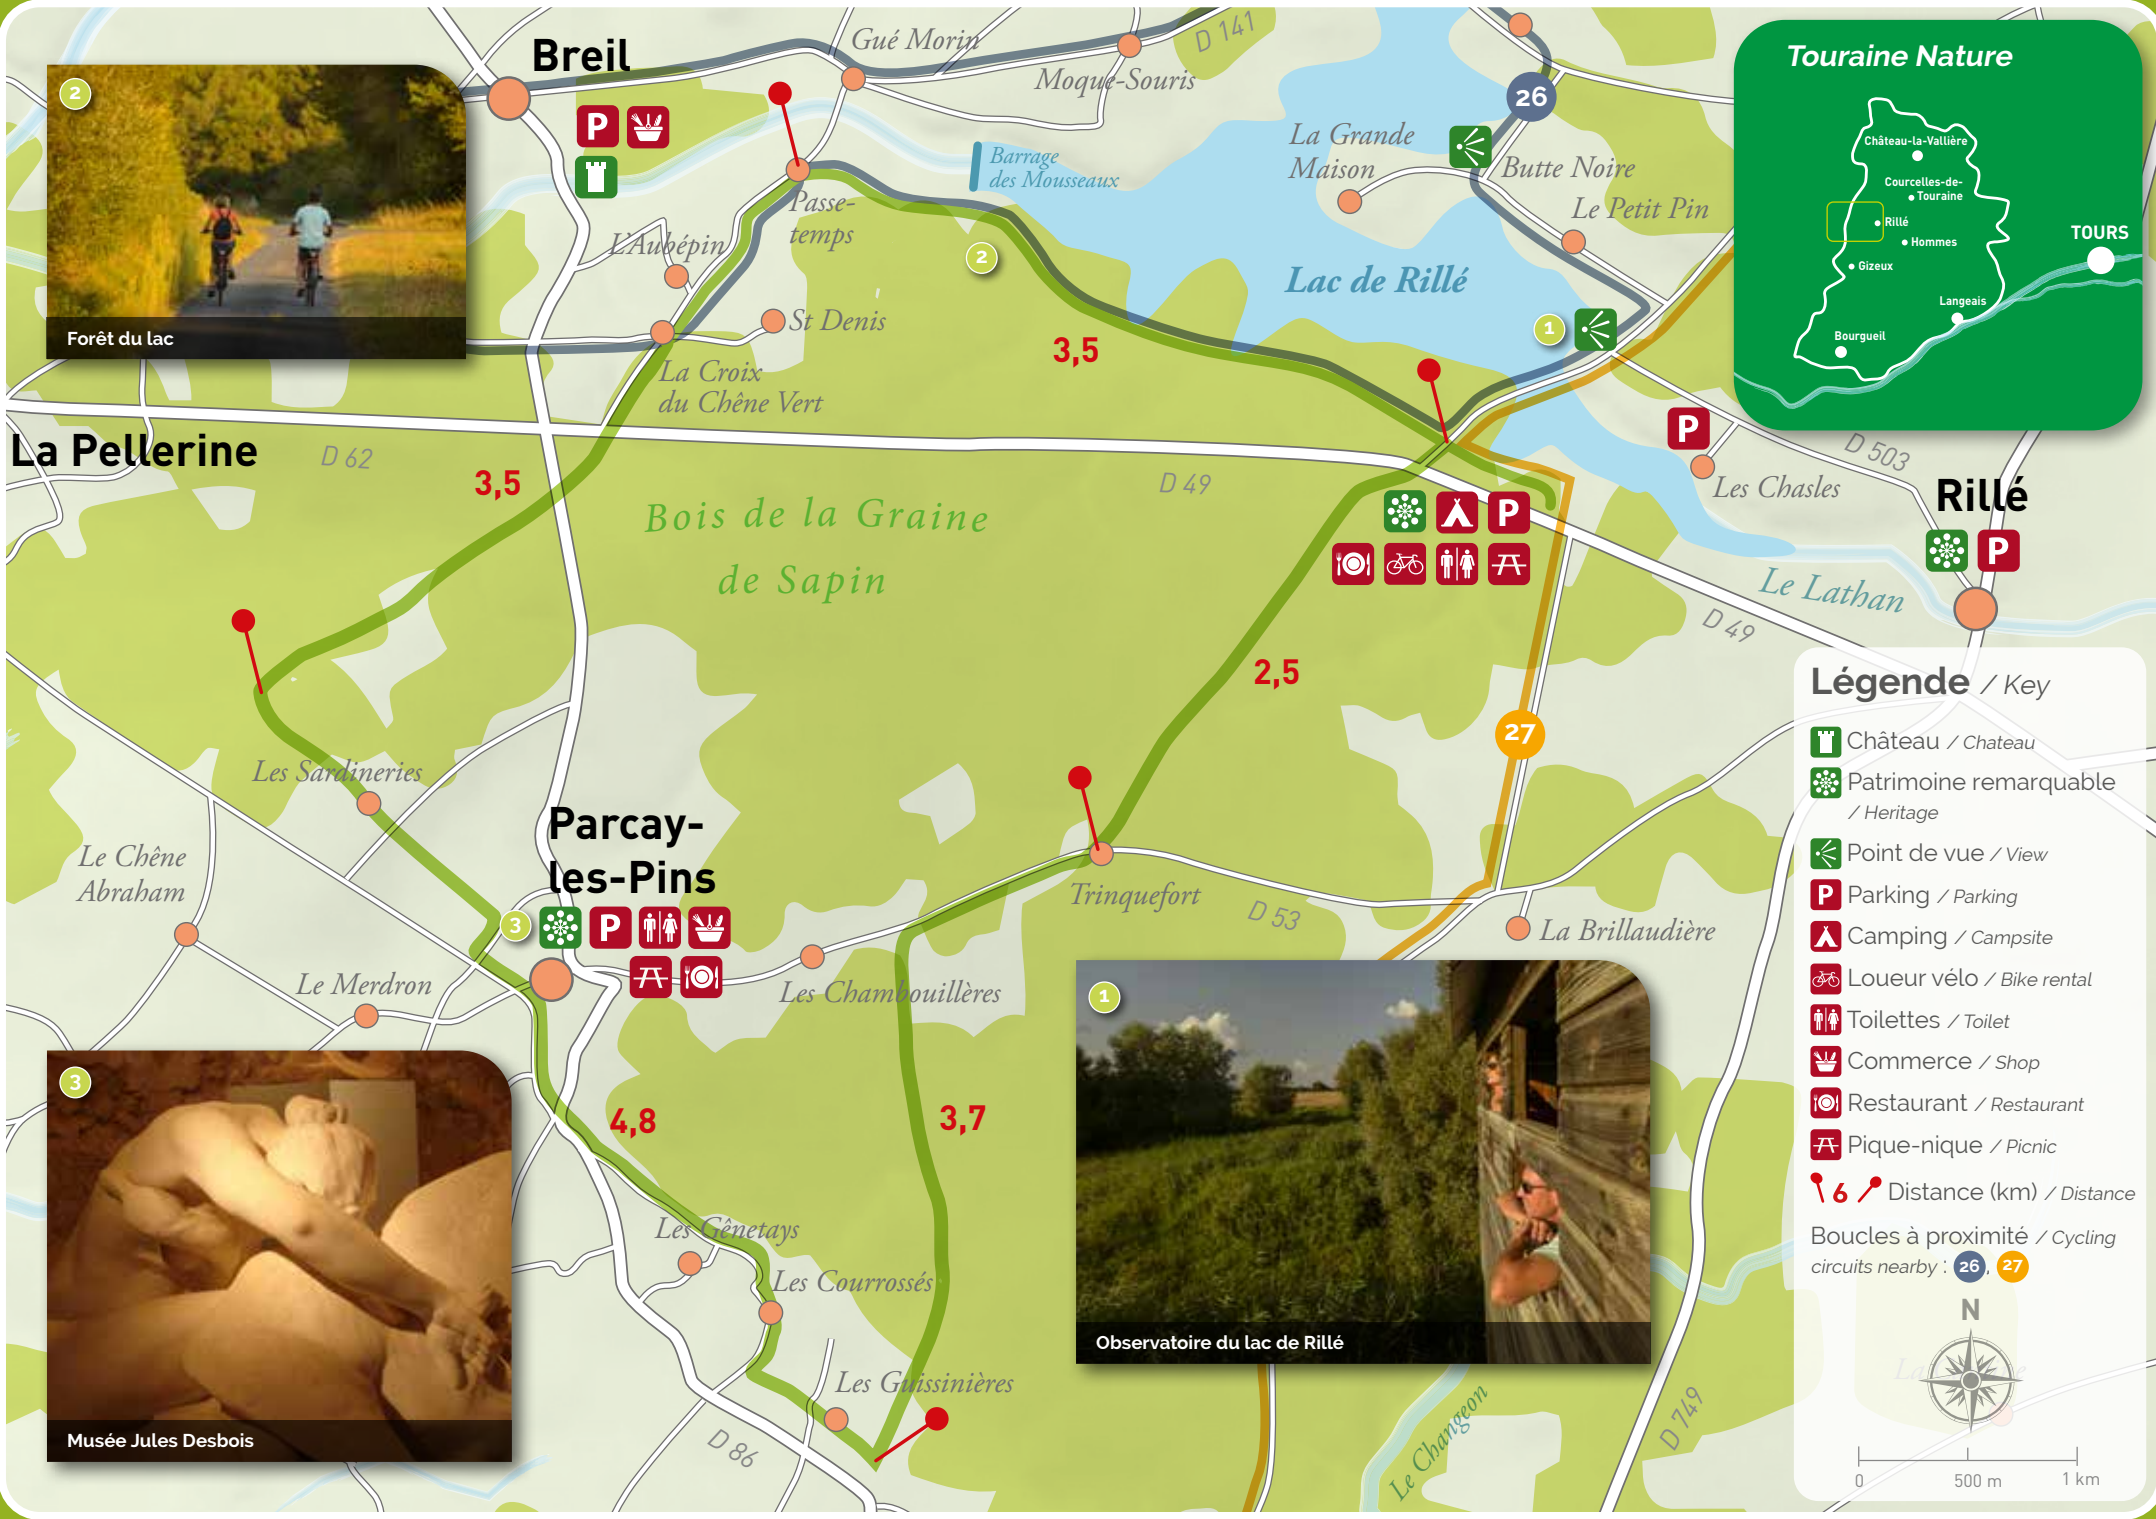 Breil
Gué Morin
Moque-Souris
D 141
26
Touraine Nature
Château-la-Vallière
Courcelles-de-
Touraine
Rillé
Hommes
Gizeux
TOURS
Langeais
Bourgueil
2
Forêt du lac
P
Barrage
des Mousseaux
La Grande
Maison
Butte Noire
Le Petit Pin
Passe-
temps
L'Aubépin
2
Lac de Rillé
1
St Denis
3,5
La Croix
du Chêne Vert
La Pellerine
D 62
3,5
D 49
P
Les Chasles
D 503
Rillé
P
Bois de la Graine
de Sapin
P
Le Lathan
D 49
2,5
27
Les Sardineries
Parcay-
les-Pins
Le Chêne
Abraham
3
P
Trinquefort
D 53
La Brillaudière
Le Merdron
Les Chambouillères
3
Musée Jules Desbois
4,8
3,7
1
Observatoire du lac de Rillé
Les Gênetays
Les Courrossés
Les Guissinières
D 86
Le Changeon
D 749
Légende / Key
Château / Chateau
Patrimoine remarquable
/ Heritage
Point de vue / View
P Parking / Parking
Camping / Campsite
Loueur vélo / Bike rental
Toilettes / Toilet
Commerce / Shop
Restaurant / Restaurant
Pique-nique / Picnic
6 Distance (km) / Distance
Boucles à proximité / Cycling
circuits nearby : 26, 27
N
0 500 m 1 km